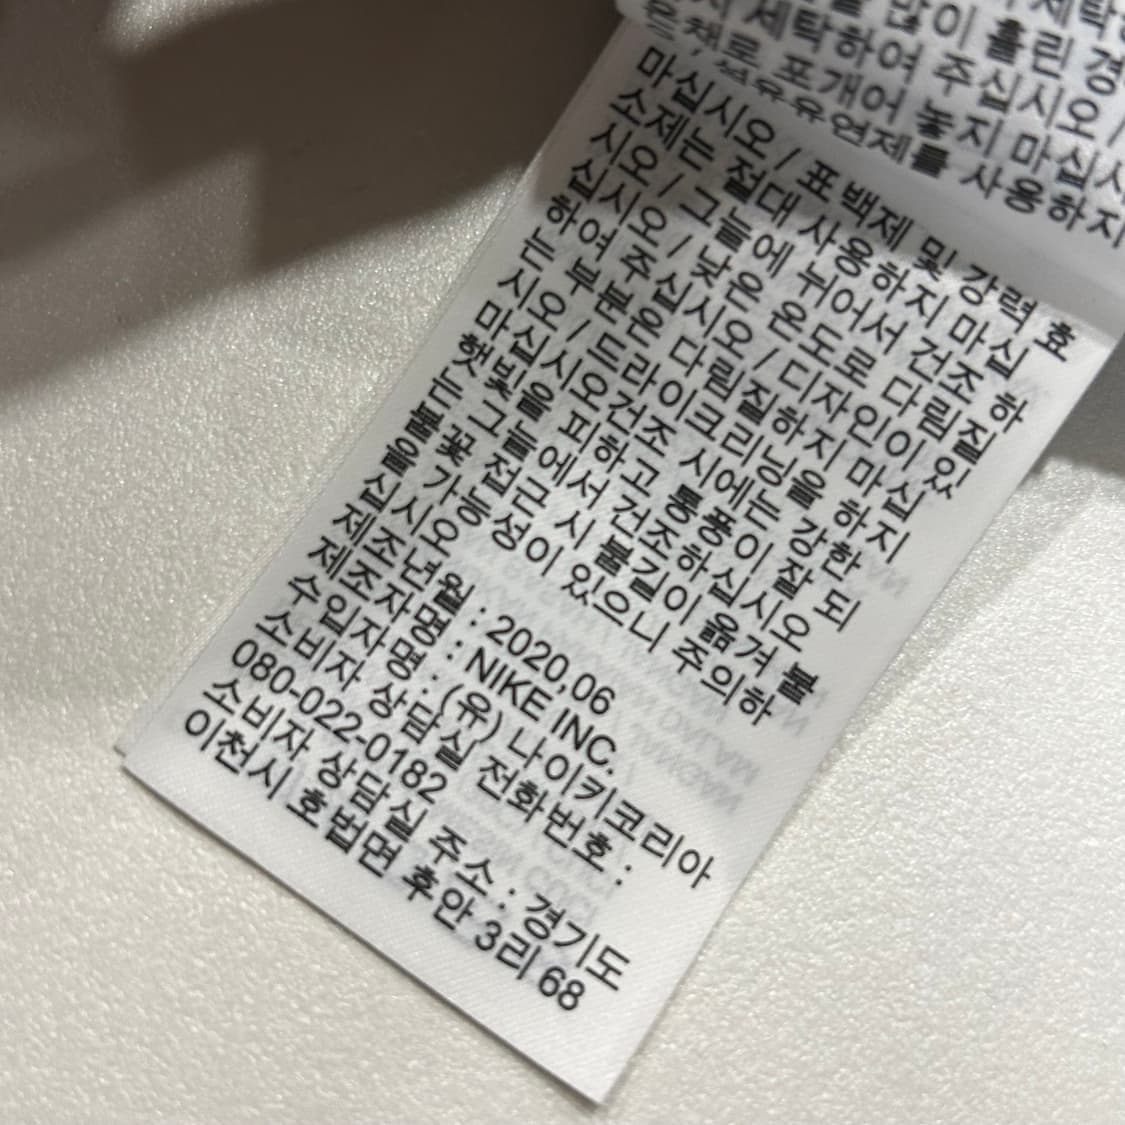 세탁하
많이 흘린 경
세탁하여 주십시오 /
은 채로 포개어 놓지 마십시
섬유유연제를 사용하지
마십시오 / 표백제 및 강력 효
소제는 절대 사용하지 마십
시오 / 그늘에 뉘어서 건조 하
십시오 / 낮은 온도로 다림질
하여 주십시오 / 디자인이 있
는 부분은 다림질하지 마십
시오 / 드라이크리닝을 하지
마십시오 건조 시에는 강한
햇빛을 피하고 통풍이 잘 되
는 그늘에서 건조하십시오
불꽃 접근 시 불길이 옮겨 붙
을 가능성이 있으니 주의하
십시오
제조년월 : 2020,06
제조자명 : NIKE INC.
수입자명 : (유) 나이키코리아
소비자 상담실 전화번호 :
080-022-0182
소비자 상담실 주소 : 경기도
이천시 호법면 후안 3리 68